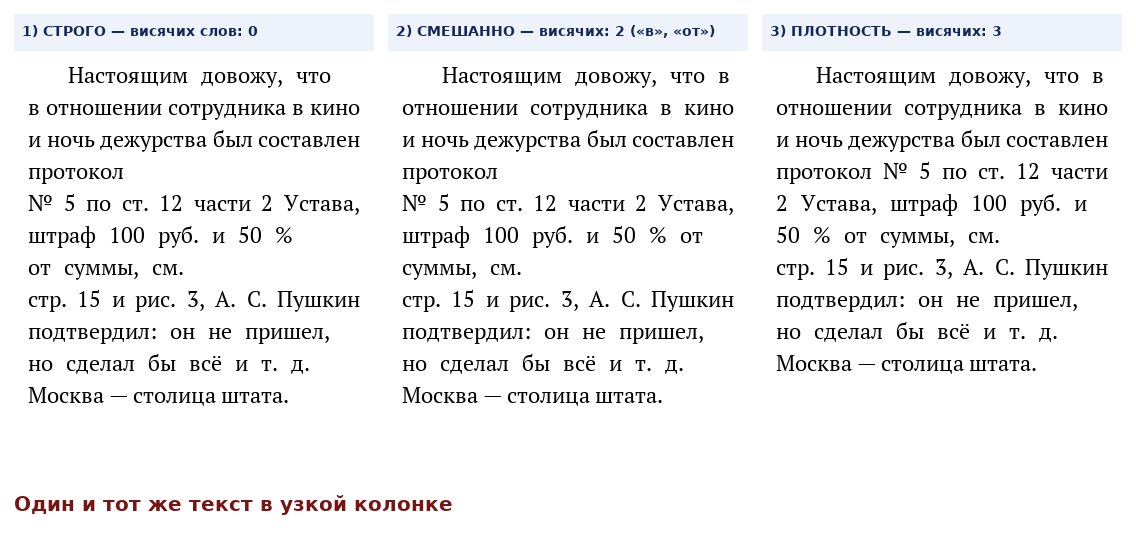 1) СТРОГО — висячих слов: 0
Настоящим довожу, что
в отношении сотрудника в кино
и ночь дежурства был составлен
протокол
№ 5 по ст. 12 части 2 Устава,
штраф 100 руб. и 50 %
от суммы, см.
стр. 15 и рис. 3, А. С. Пушкин
подтвердил: он не пришел,
но сделал бы всё и т. д.
Москва — столица штата.
2) СМЕШАННО — висячих: 2 («в», «от»)
Настоящим довожу, что в
отношении сотрудника в кино
и ночь дежурства был составлен
протокол
№ 5 по ст. 12 части 2 Устава,
штраф 100 руб. и 50 % от
суммы, см.
стр. 15 и рис. 3, А. С. Пушкин
подтвердил: он не пришел,
но сделал бы всё и т. д.
Москва — столица штата.
3) ПЛОТНОСТЬ — висячих: 3
Настоящим довожу, что в
отношении сотрудника в кино
и ночь дежурства был составлен
протокол № 5 по ст. 12 части
2 Устава, штраф 100 руб. и
50 % от суммы, см.
стр. 15 и рис. 3, А. С. Пушкин
подтвердил: он не пришел,
но сделал бы всё и т. д.
Москва — столица штата.
Один и тот же текст в узкой колонке